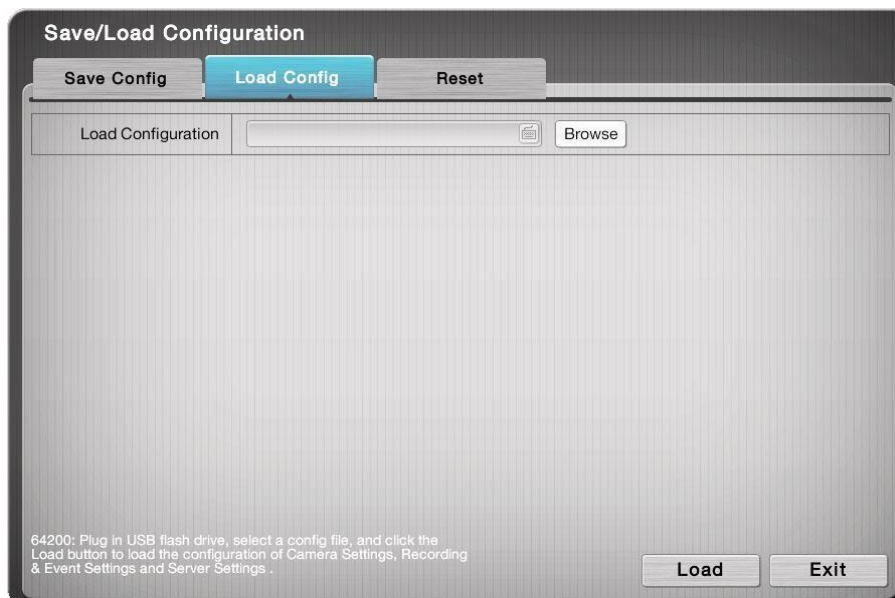 Save/Load Configuration
Save Config
Load Config
Reset
Load Configuration
Browse
64200: Plug in USB flash drive, select a config file, and click the
Load button to load the configuration of Camera Settings, Recording
& Event Settings and Server Settings .
Load
Exit